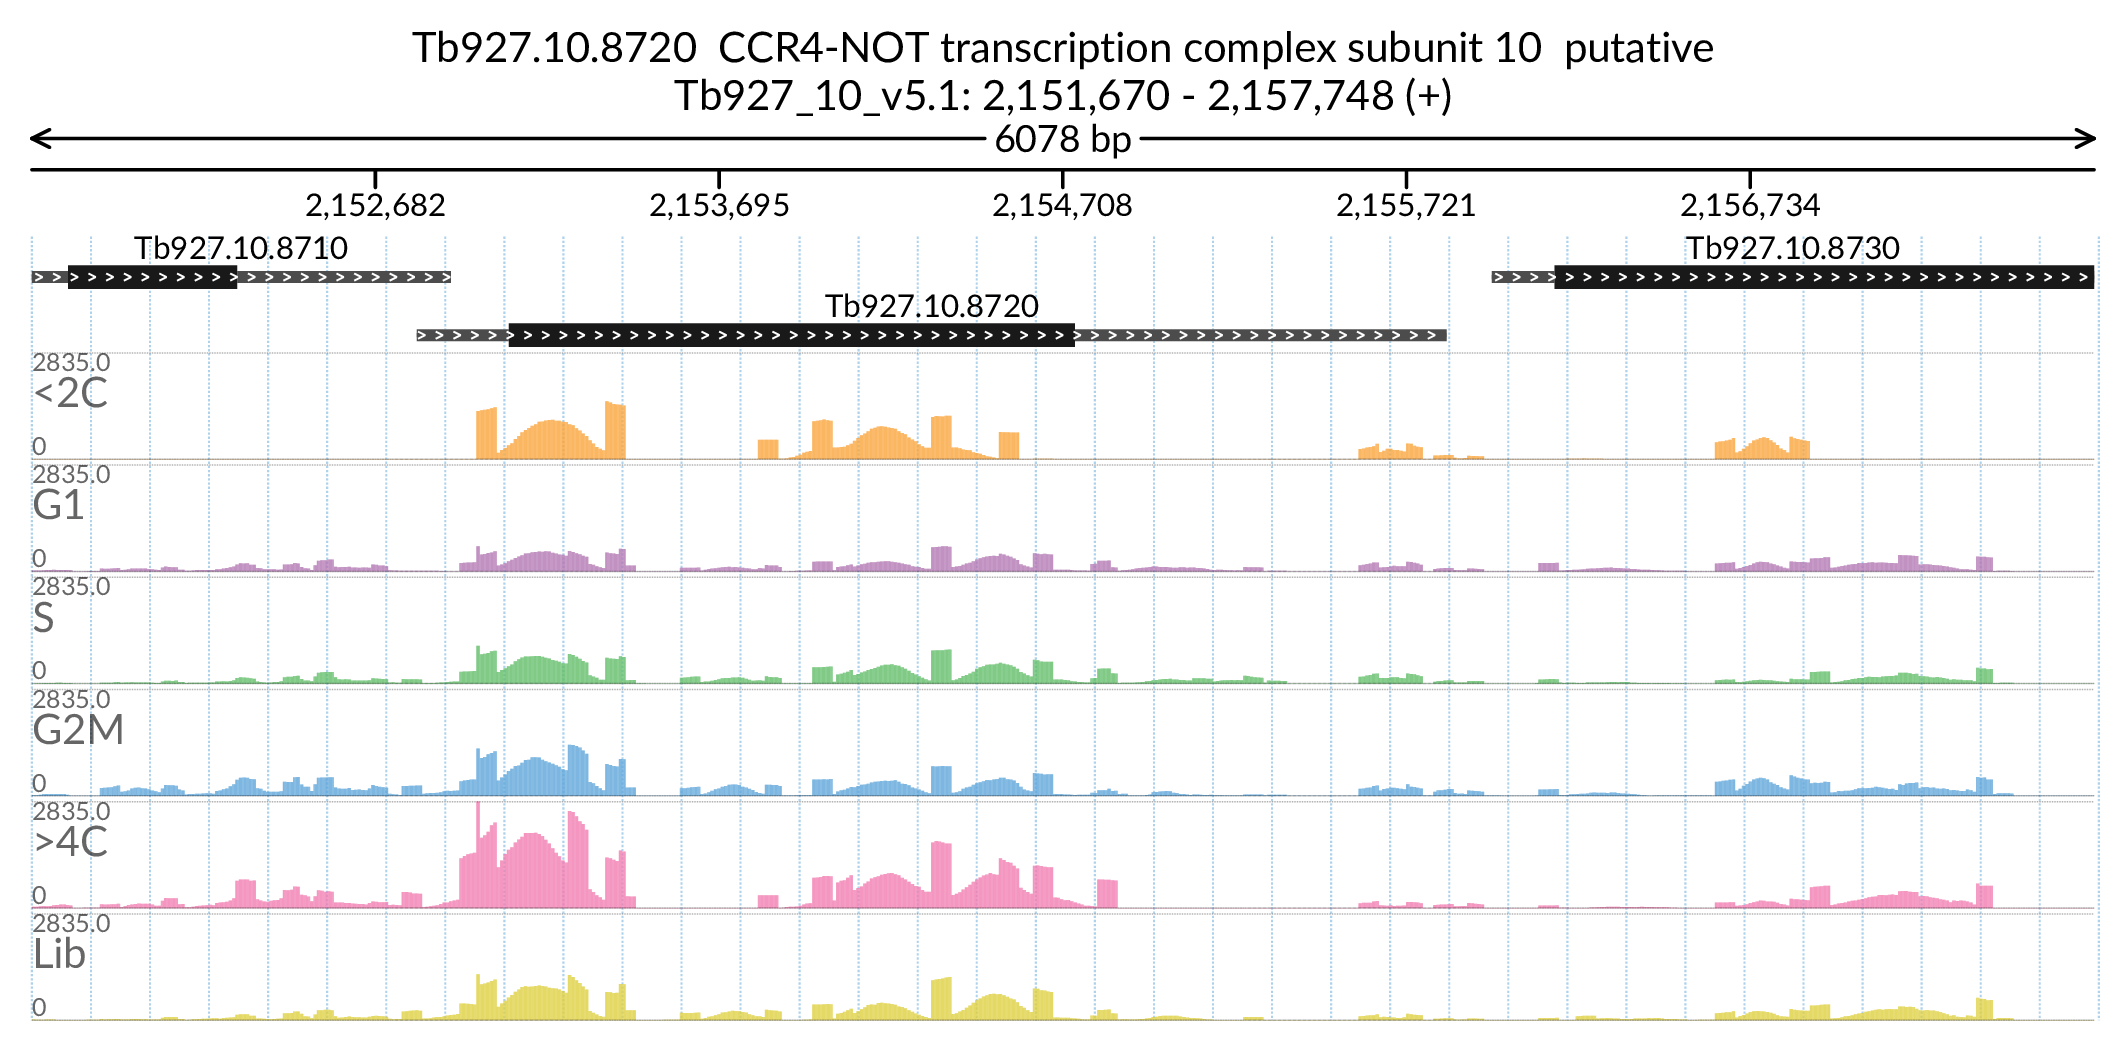 Tb927.10.8720  CCR4-NOT transcription complex subunit 10  putative
Tb927_10_v5.1: 2,151,670 - 2,157,748 (+)
6078 bp
2,152,682 2,153,695 2,154,708 2,155,721 2,156,734
Tb927.10.8710 Tb927.10.8730
Tb927.10.8720
2835.0
<2C
0
2835.0
G1
0
2835.0
S
0
2835.0
G2M
0
2835.0
>4C
0
2835.0
Lib
0